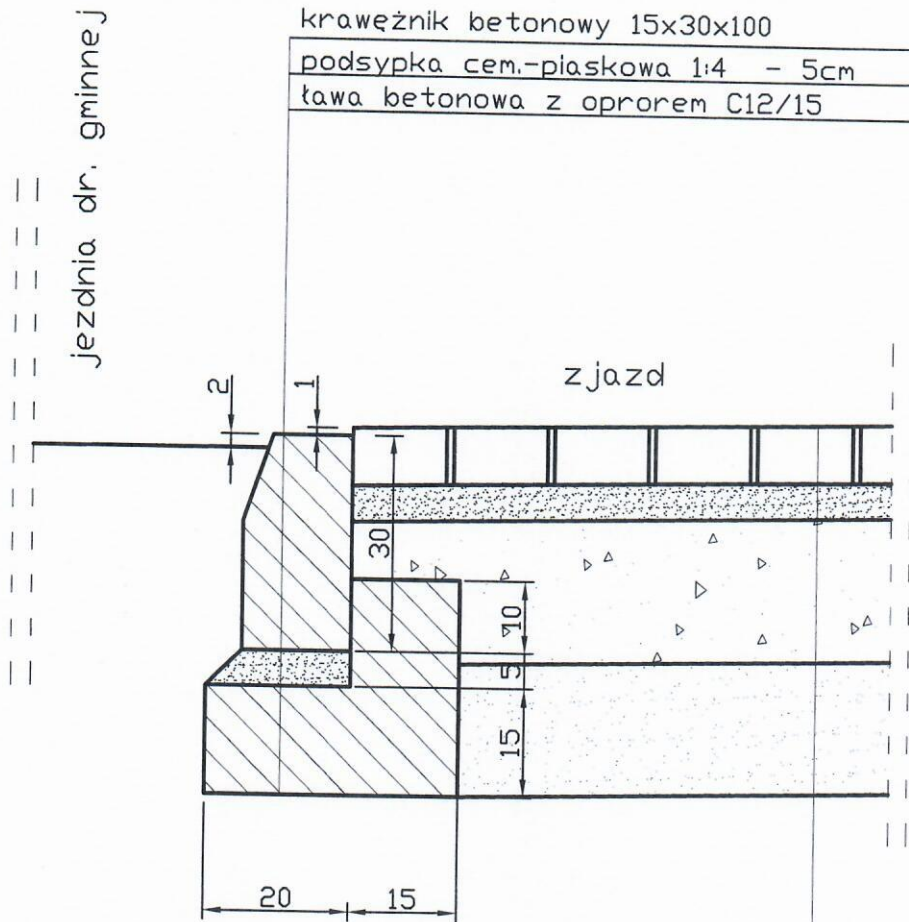 krawężnik betonowy 15x30x100
podsypka cem.-piaskowa 1:4 - 5cm
ława betonowa z oprorem C12/15
jezdnia dr. gminnej
zjazd
2
1
30
10
5
15
20
15